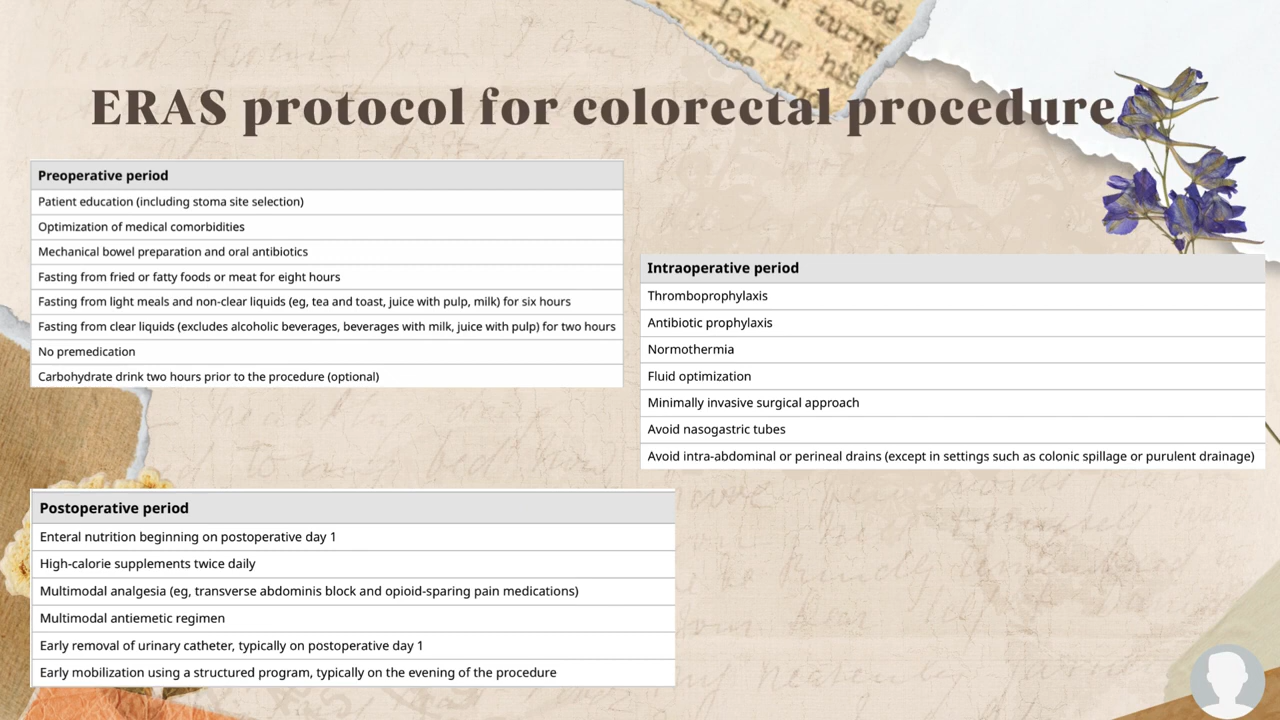 laying
nose
his
ERAS protocol for colorectal procedure
Preoperative period
Patient education (including stoma site selection)
Optimization of medical comorbidities
Mechanical bowel preparation and oral antibiotics
Fasting from fried or fatty foods or meat for eight hours
Fasting from light meals and non-clear liquids (eg, tea and toast, juice with pulp, milk) for six hours
Fasting from clear liquids (excludes alcoholic beverages, beverages with milk, juice with pulp) for two hours
No premedication
Carbohydrate drink two hours prior to the procedure (optional)
Intraoperative period
Thromboprophylaxis
Antibiotic prophylaxis
Normothermia
Fluid optimization
Minimally invasive surgical approach
Avoid nasogastric tubes
Avoid intra-abdominal or perineal drains (except in settings such as colonic spillage or purulent drainage)
Postoperative period
Enteral nutrition beginning on postoperative day 1
High-calorie supplements twice daily
Multimodal analgesia (eg, transverse abdominis block and opioid-sparing pain medications)
Multimodal antiemetic regimen
Early removal of urinary catheter, typically on postoperative day 1
Early mobilization using a structured program, typically on the evening of the procedure